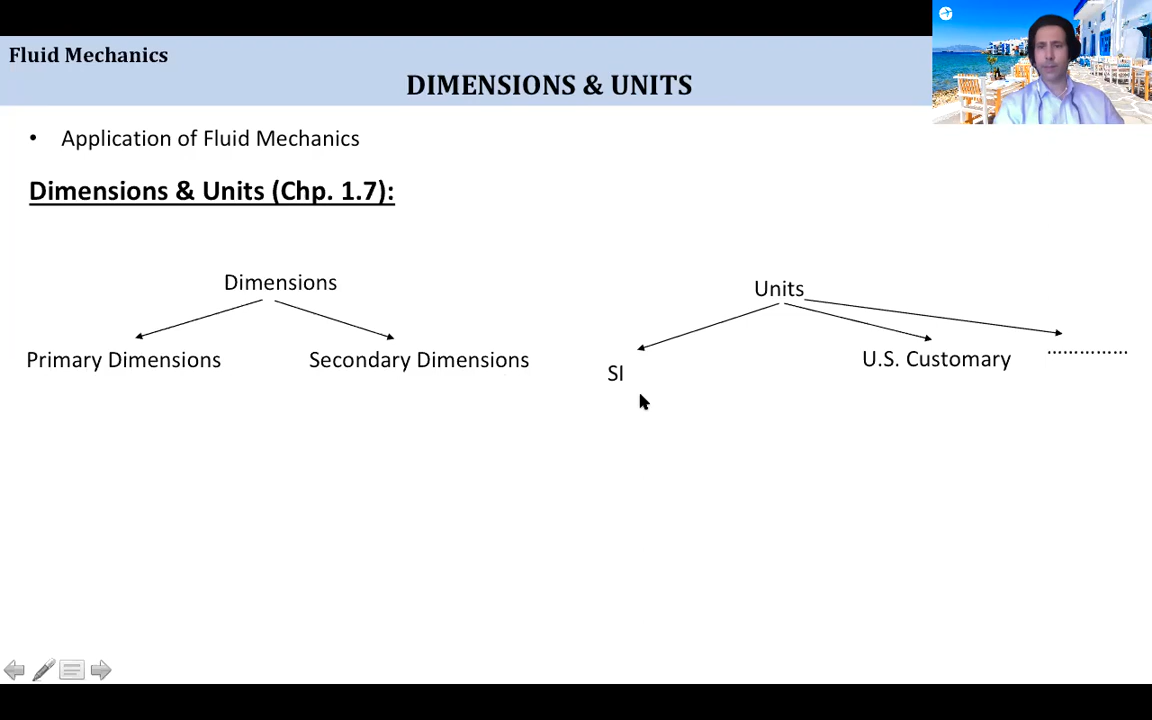 Fluid Mechanics
DIMENSIONS & UNITS
• Application of Fluid Mechanics
Dimensions & Units (Chp. 1.7):
Dimensions
Units
Primary Dimensions
Secondary Dimensions
SI
U.S. Customary
...............